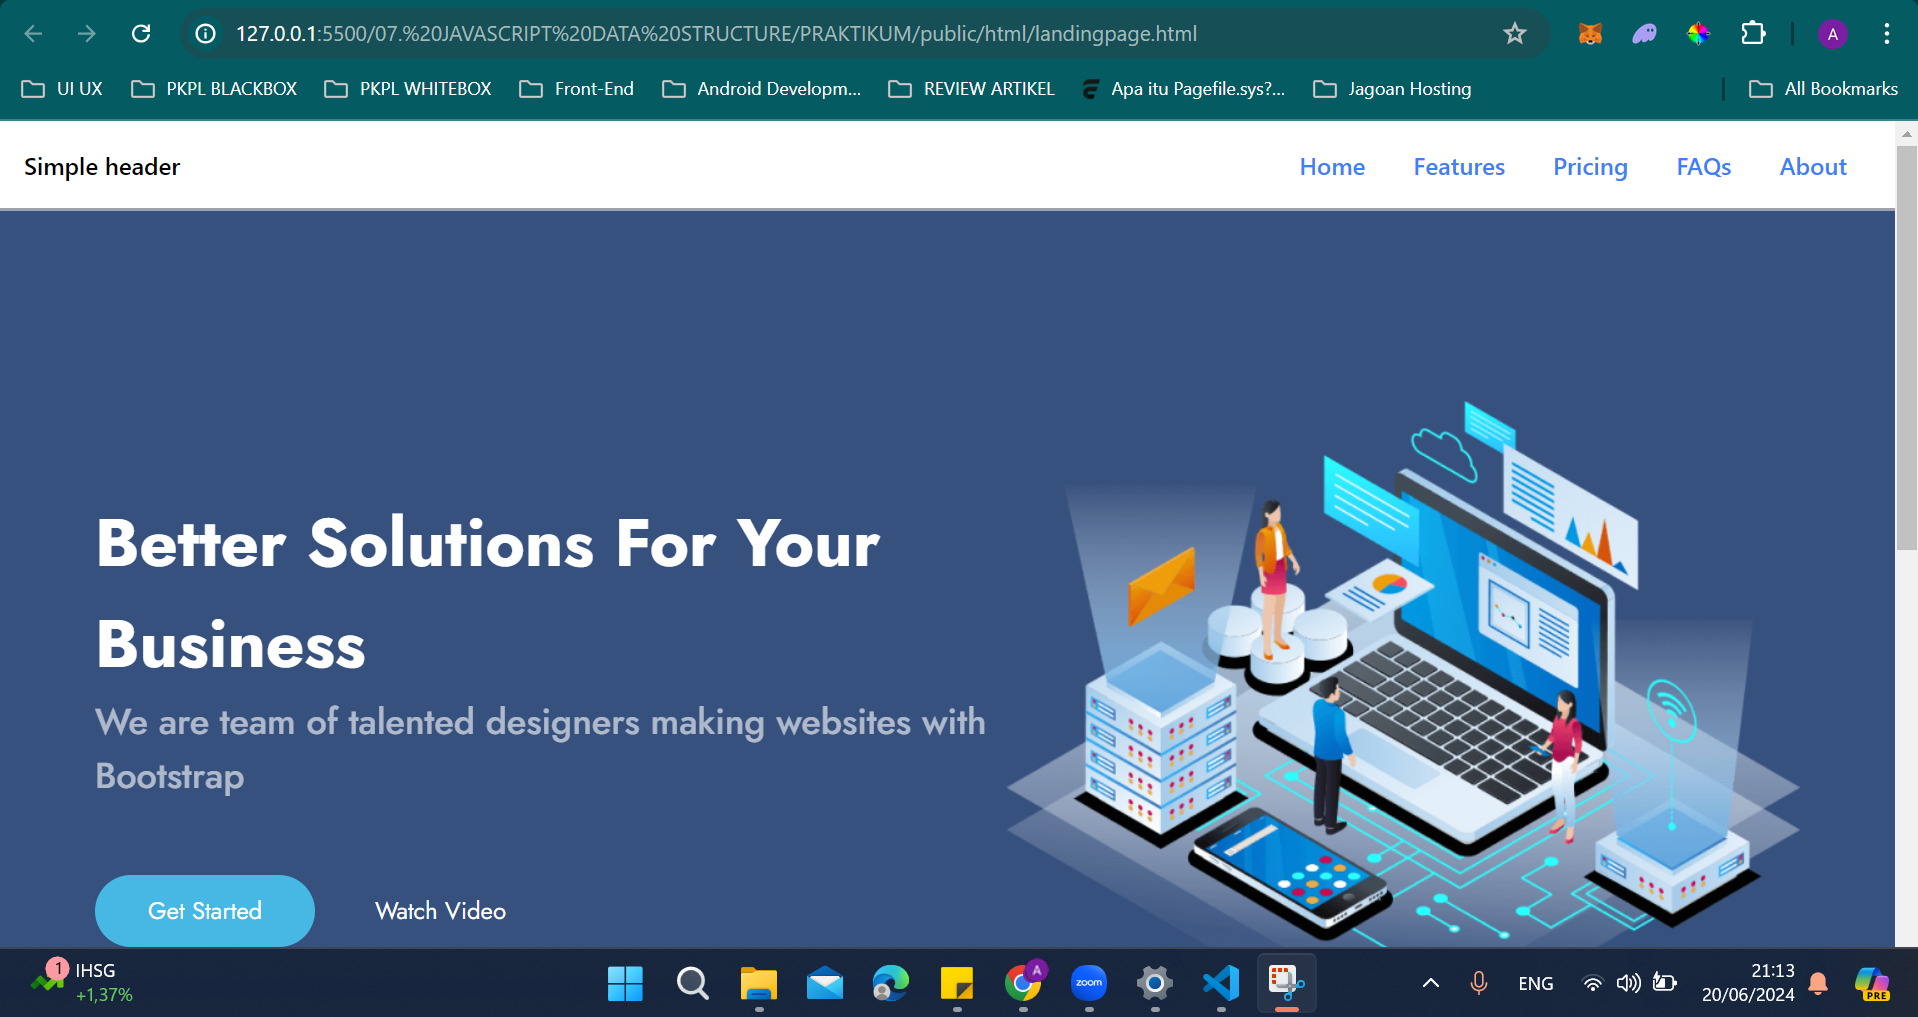 127.0.0.1:5500/07.%20JAVASCRIPT%20DATA%20STRUCTURE/PRAKTIKUM/public/html/landingpage.html
A
UI UX
PKPL BLACKBOX
PKPL WHITEBOX
Front-End
Android Developm...
REVIEW ARTIKEL
Apa itu Pagefile.sys?...
Jagoan Hosting
All Bookmarks
Simple header
Home
Features
Pricing
FAQs
About
Better Solutions For Your
Business
We are team of talented designers making websites with
Bootstrap
Get Started
Watch Video
1
IHSG
+1,37%
A
zoom
ENG
21:13
20/06/2024
PRE